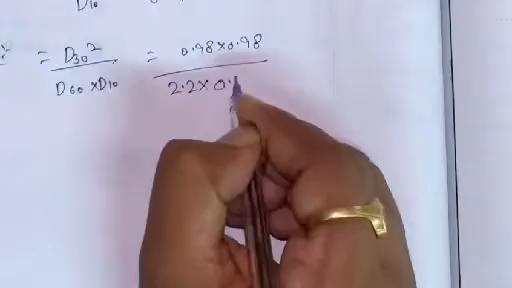 D10
= D30² = 0.98×0.98
D60 ×D10 2.2× 0.